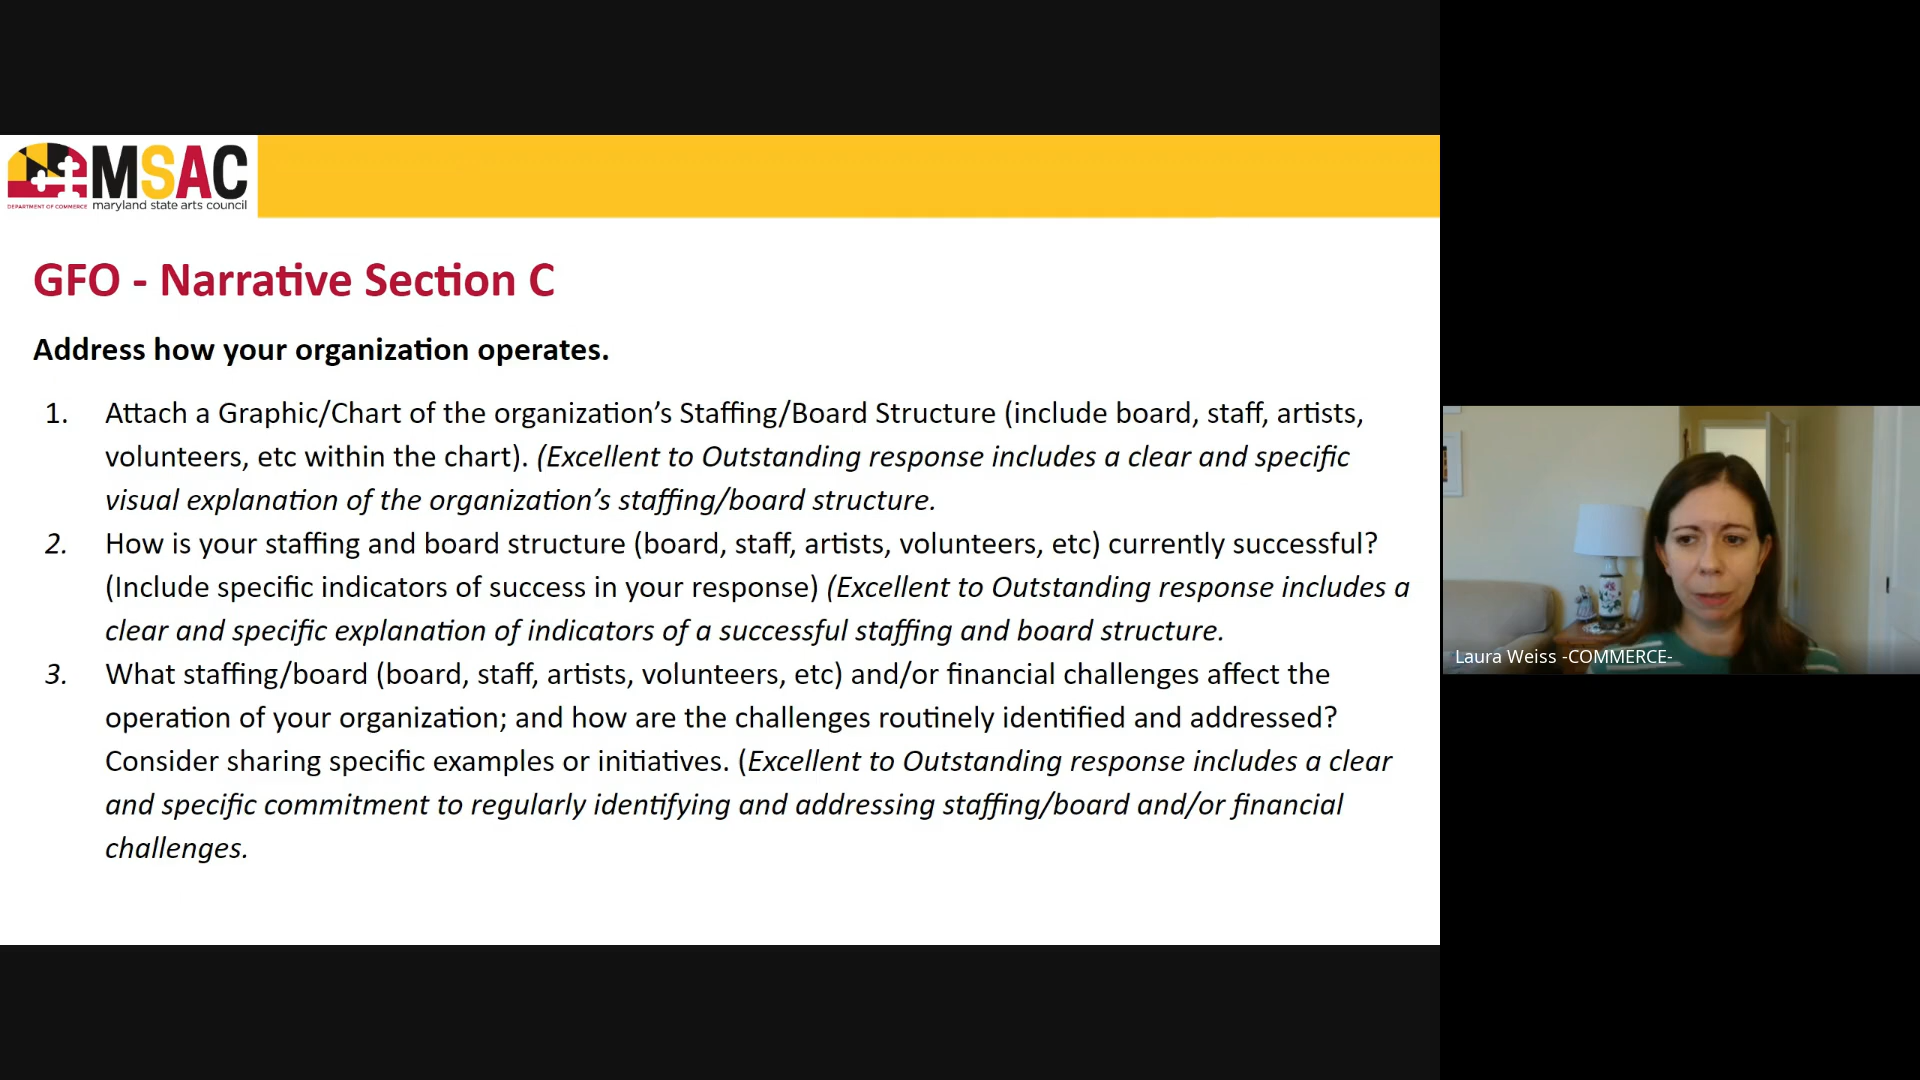 MSAC
DEPARTMENT OF COMMERCE maryland state arts council
GFO - Narrative Section C
Address how your organization operates.
1. Attach a Graphic/Chart of the organization’s Staffing/Board Structure (include board, staff, artists,
volunteers, etc within the chart). (Excellent to Outstanding response includes a clear and specific
visual explanation of the organization’s staffing/board structure.
2. How is your staffing and board structure (board, staff, artists, volunteers, etc) currently successful?
(Include specific indicators of success in your response) (Excellent to Outstanding response includes a
clear and specific explanation of indicators of a successful staffing and board structure.
3. What staffing/board (board, staff, artists, volunteers, etc) and/or financial challenges affect the
operation of your organization; and how are the challenges routinely identified and addressed?
Consider sharing specific examples or initiatives. (Excellent to Outstanding response includes a clear
and specific commitment to regularly identifying and addressing staffing/board and/or financial
challenges.
Laura Weiss -COMMERCE-